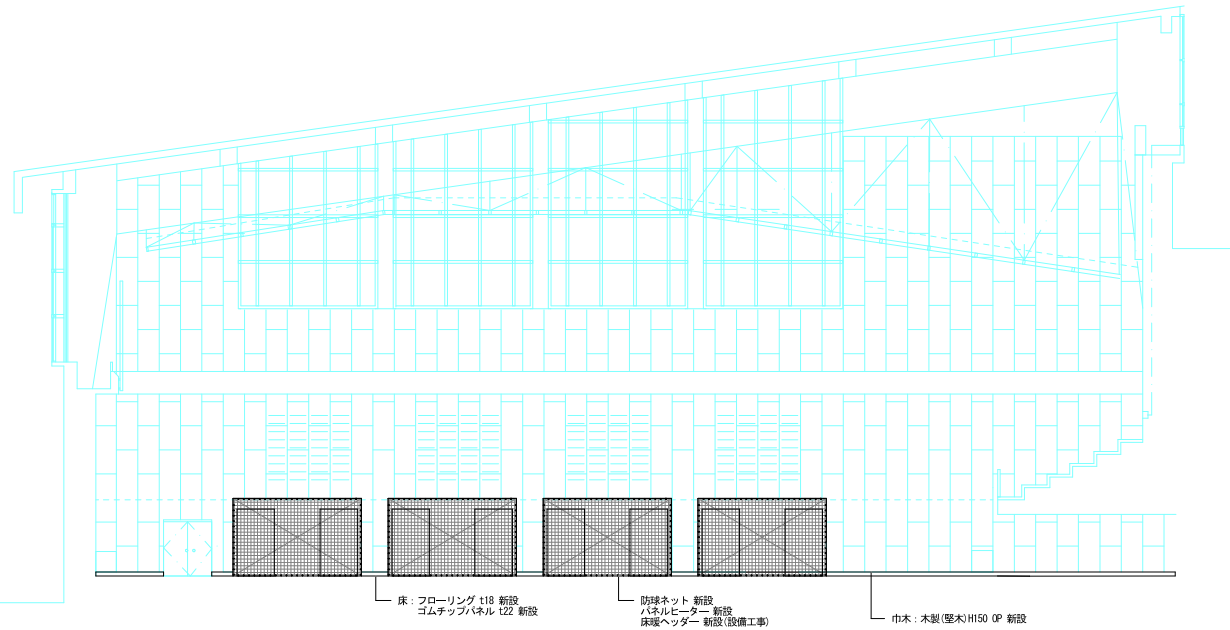 床：フローリング t18 新設
ゴムチップパネル t22 新設
防球ネット 新設
パネルヒーター 新設
床暖ヘッダー 新設(設備工事)
巾木：木製(堅木)H150 OP 新設